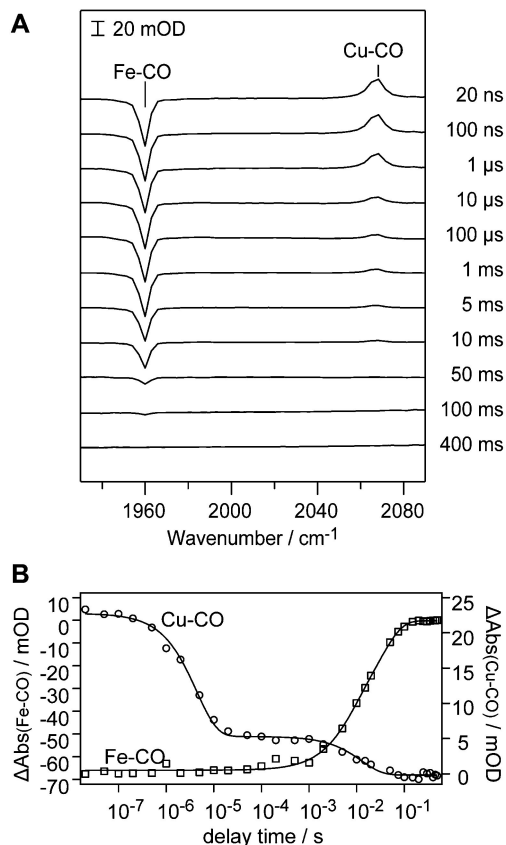 A
20 mOD
Fe-CO
Cu-CO
20 ns
100 ns
1 µs
10 µs
100 µs
1 ms
5 ms
10 ms
50 ms
100 ms
400 ms
1960 2000 2040 2080
Wavenumber / cm⁻¹
B
10
0
-10
-20
-30
-40
-50
-60
-70
ΔAbs(Fe-CO) / mOD
Cu-CO
Fe-CO
25
20
15
10
5
0
ΔAbs(Cu-CO) / mOD
10⁻⁷ 10⁻⁶ 10⁻⁵ 10⁻⁴ 10⁻³ 10⁻² 10⁻¹
delay time / s